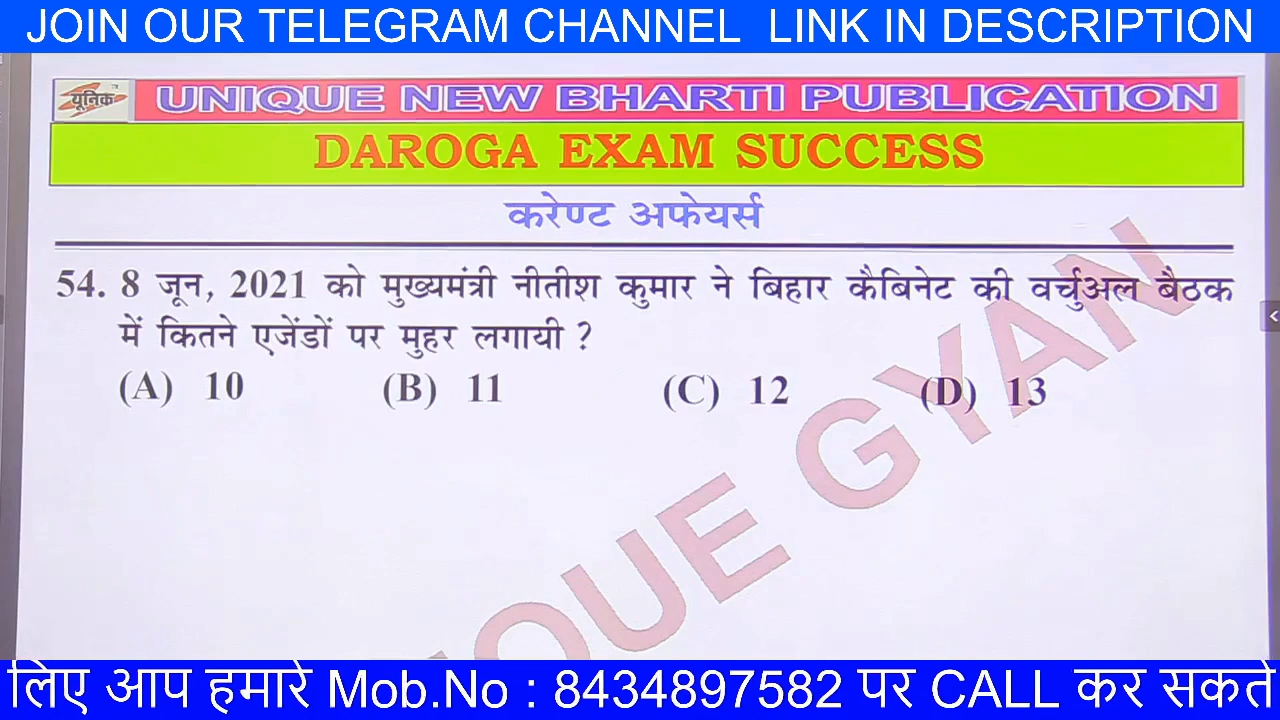 JOIN OUR TELEGRAM CHANNEL LINK IN DESCRIPTION
यूनिक UNIQUE NEW BHARTI PUBLICATION
DAROGA EXAM SUCCESS
करेण्ट अफेयर्स
54. 8 जून, 2021 को मुख्यमंत्री नीतीश कुमार ने बिहार कैबिनेट की वर्चुअल बैठक
में कितने एजेंडों पर मुहर लगायी ?
(A) 10 (B) 11 (C) 12 (D) 13
QUE GYAN
लिए आप हमारे Mob.No : 8434897582 पर CALL कर सकते